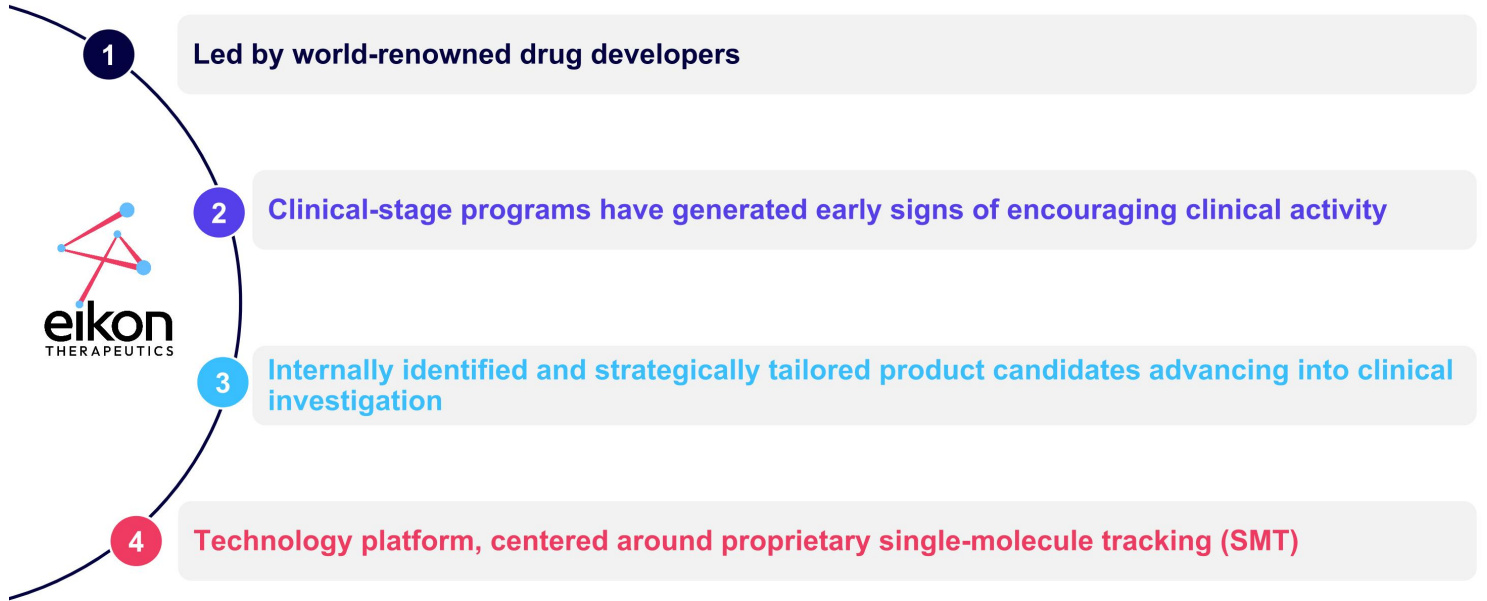 1
Led by world-renowned drug developers
2
Clinical-stage programs have generated early signs of encouraging clinical activity
eikon
THERAPEUTICS
3
Internally identified and strategically tailored product candidates advancing into clinical
investigation
4
Technology platform, centered around proprietary single-molecule tracking (SMT)